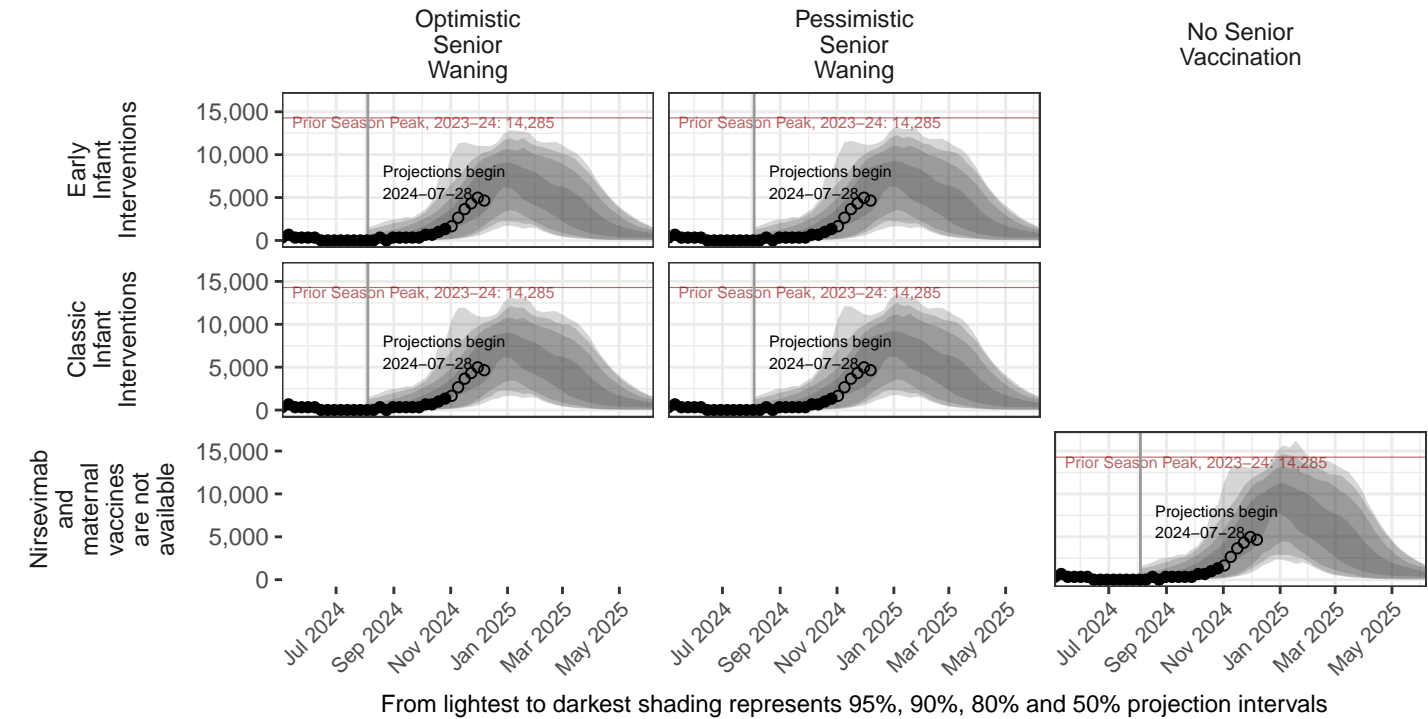 Optimistic
Senior
Waning
Pessimistic
Senior
Waning
No Senior
Vaccination
Early
Infant
Interventions
15,000
10,000
5,000
0
Prior Season Peak, 2023–24: 14,285
Projections begin
2024–07–28
Prior Season Peak, 2023–24: 14,285
Projections begin
2024–07–28
Classic
Infant
Interventions
15,000
10,000
5,000
0
Prior Season Peak, 2023–24: 14,285
Projections begin
2024–07–28
Prior Season Peak, 2023–24: 14,285
Projections begin
2024–07–28
Nirsevimab
and
maternal
vaccines
are not
available
15,000
10,000
5,000
0
Prior Season Peak, 2023–24: 14,285
Projections begin
2024–07–28
Jul 2024
Sep 2024
Nov 2024
Jan 2025
Mar 2025
May 2025
Jul 2024
Sep 2024
Nov 2024
Jan 2025
Mar 2025
May 2025
Jul 2024
Sep 2024
Nov 2024
Jan 2025
Mar 2025
May 2025
From lightest to darkest shading represents 95%, 90%, 80% and 50% projection intervals